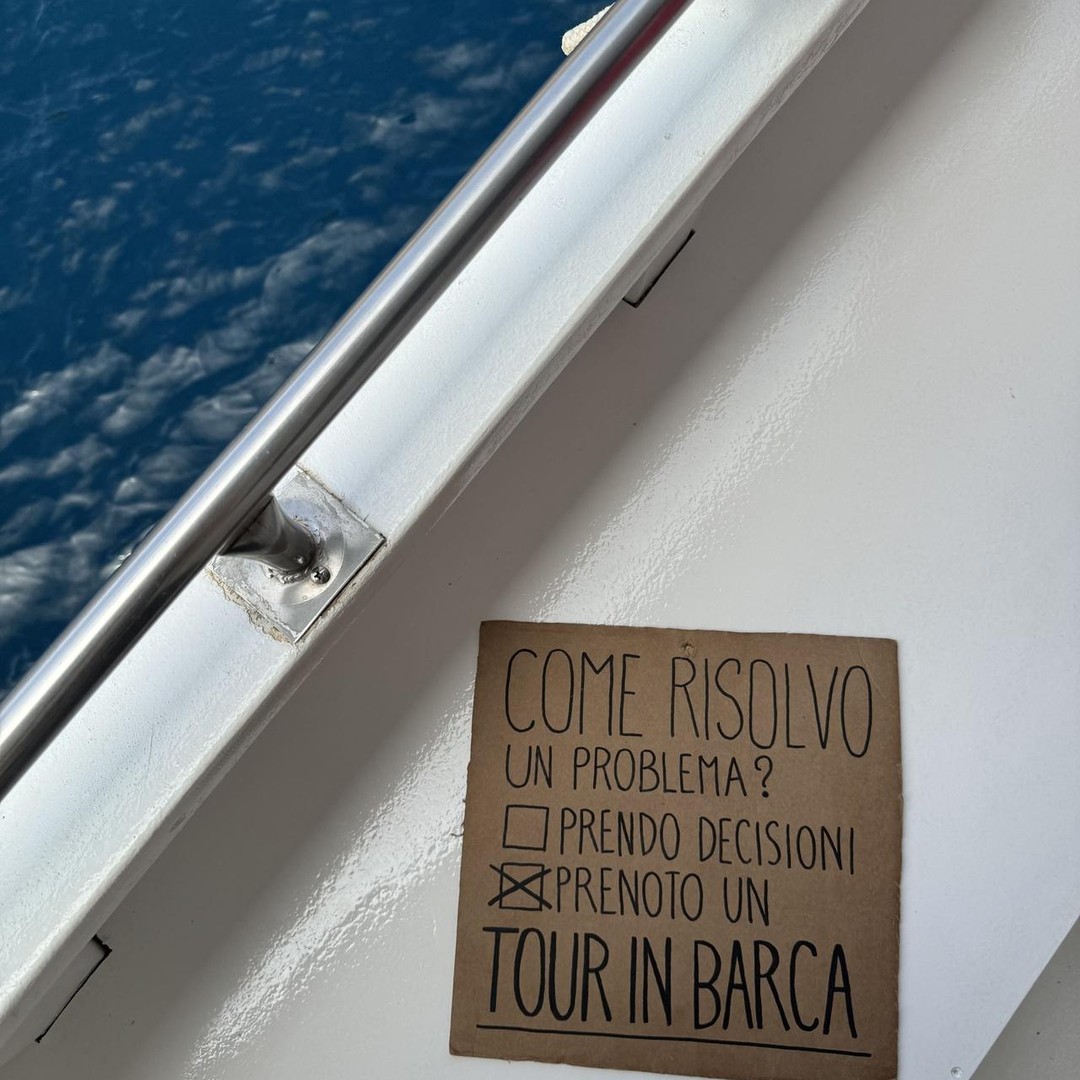 COME RISOLVO
UN PROBLEMA?
PRENDO DECISIONI
PRENOTO UN
TOUR IN BARCA